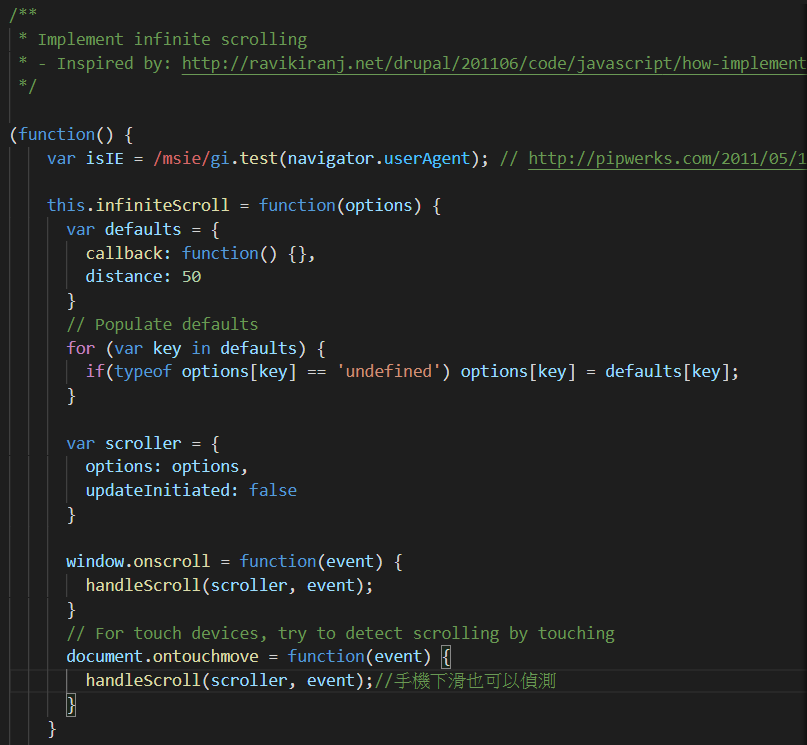 /**
 * Implement infinite scrolling
 * - Inspired by: http://ravikiranj.net/drupal/201106/code/javascript/how-implement
 */
(function() {
var isIE = /msie/gi.test(navigator.userAgent); // http://pipwerks.com/2011/05/1
this.infiniteScroll = function(options) {
var defaults = {
callback: function() {},
distance: 50
}
// Populate defaults
for (var key in defaults) {
if(typeof options[key] == 'undefined') options[key] = defaults[key];
}
var scroller = {
options: options,
updateInitiated: false
}
window.onscroll = function(event) {
handleScroll(scroller, event);
}
// For touch devices, try to detect scrolling by touching
document.ontouchmove = function(event) {
handleScroll(scroller, event);//手機下滑也可以偵測
}
}